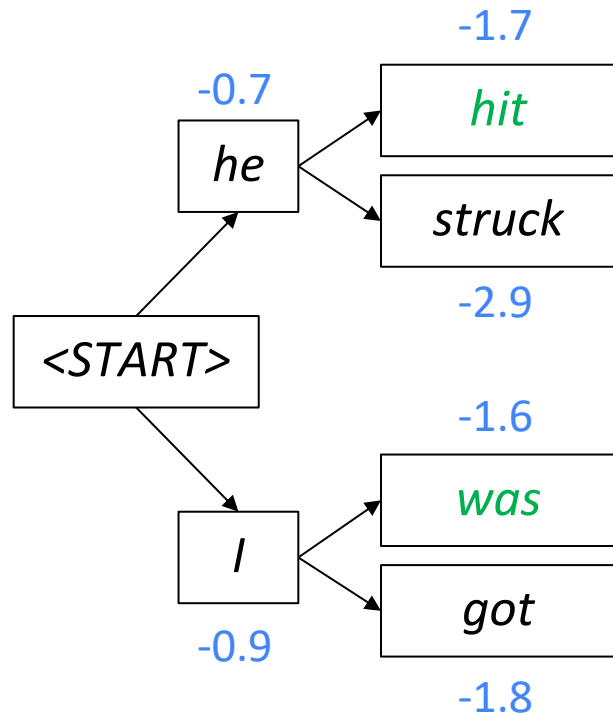 -1.7
-0.7
hit
he
struck
-2.9
<START>
-1.6
was
I
got
-0.9
-1.8